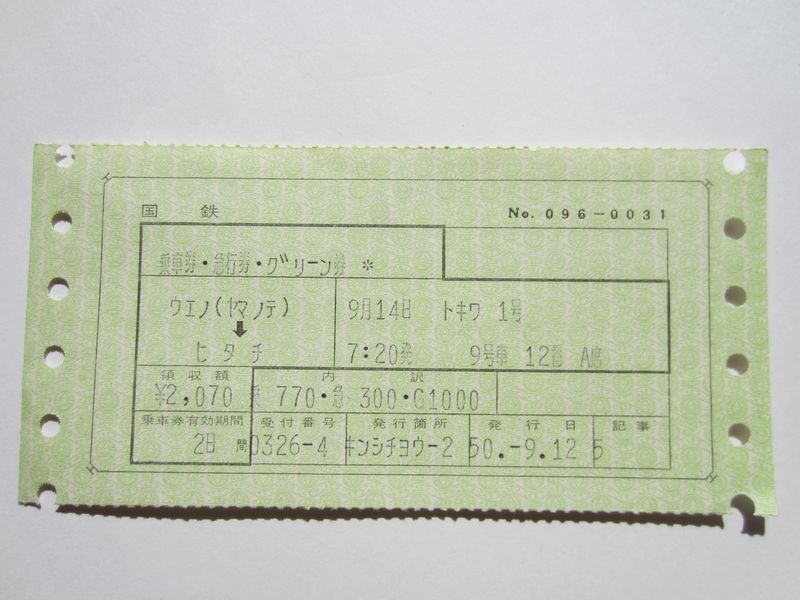 国鉄 No. 096-0031
乗車券・急行券・グリーン券 *
ウエノ(ヤマノテ) 9月14日 トキワ 1号
⬇
ヒタチ 7:20発 9号車 12番 A席
領収額 内訳
¥2,070 乗 770・急 300・G1000
乗車券有効期間 受付番号 発行箇所 発行日 記事
2日間 0326-4 キンシチヨウ-2 50.-9.12 5